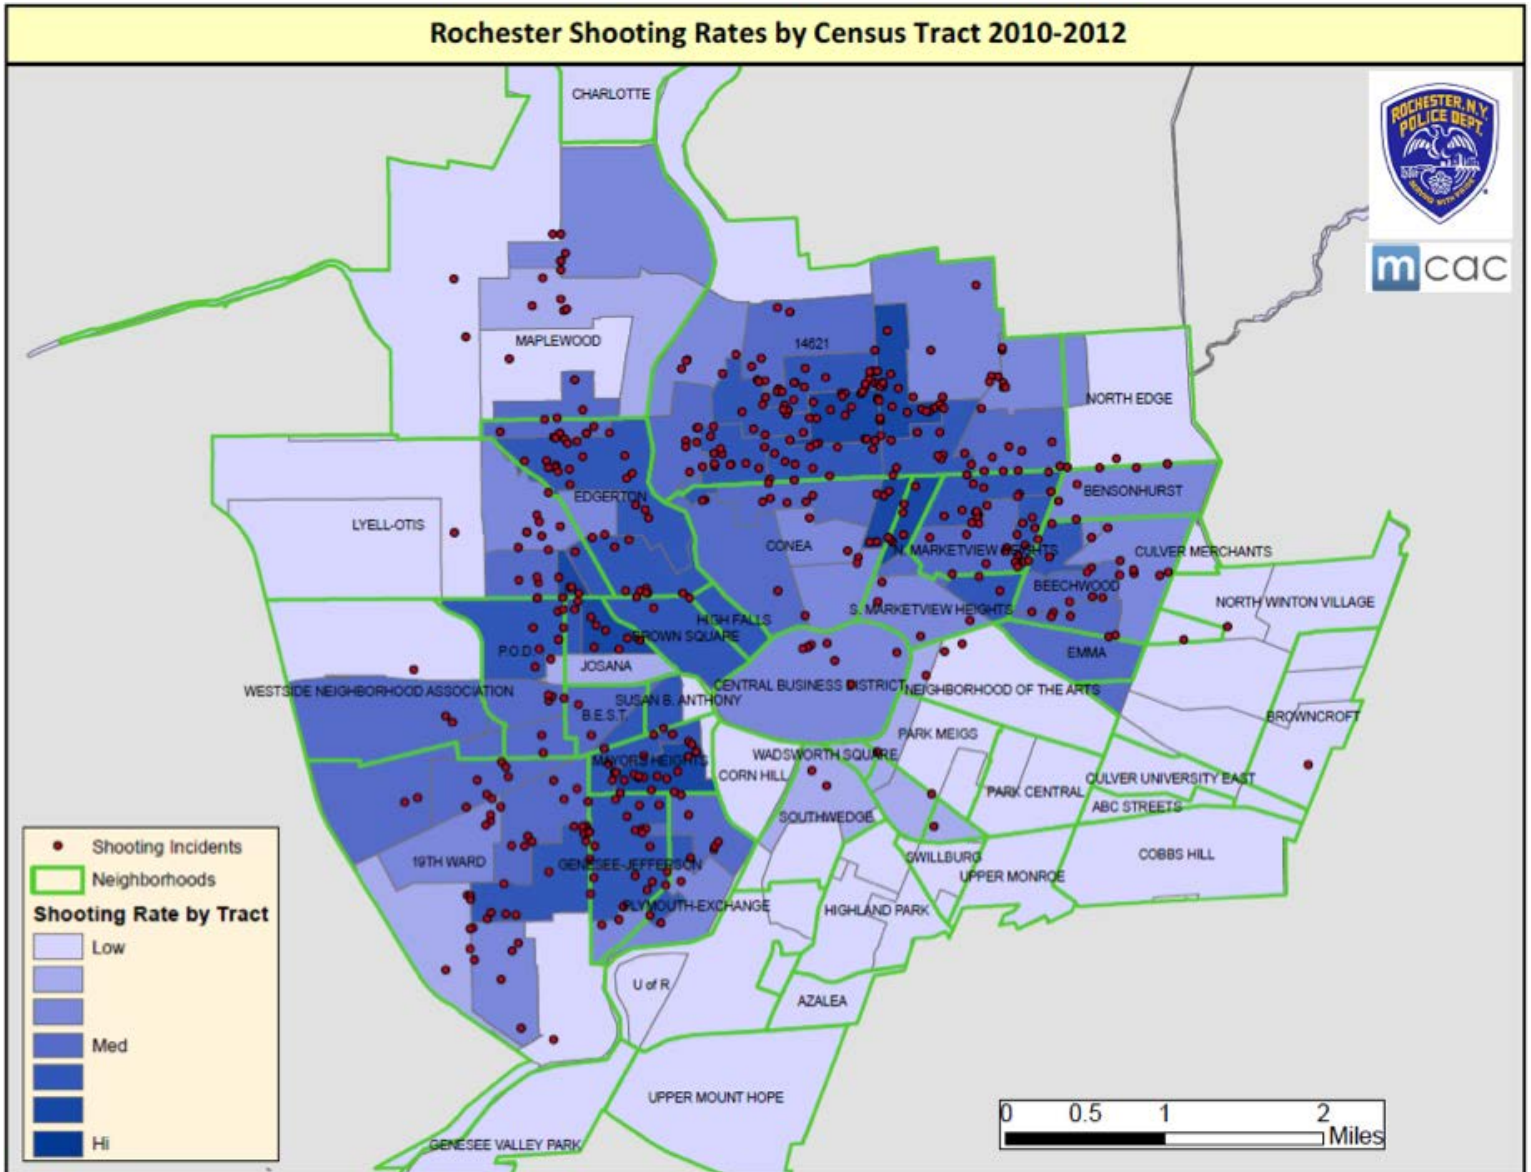 Rochester Shooting Rates by Census Tract 2010-2012
CHARLOTTE
ROCHESTER, N.Y.
POLICE DEPT.
SERVING WITH PRIDE
mcac
MAPLEWOOD
14621
NORTH EDGE
EDGERTON
BENSONHURST
LYELL-OTIS
CONEA
N. MARKETVIEW HEIGHTS
CULVER MERCHANTS
BEECHWOOD
NORTH WINTON VILLAGE
S. MARKETVIEW HEIGHTS
HIGH FALLS
BROWN SQUARE
P.O.D.
JOSANA
EMMA
WESTSIDE NEIGHBORHOOD ASSOCIATION
SUSAN B. ANTHONY
CENTRAL BUSINESS DISTRICT
NEIGHBORHOOD OF THE ARTS
B.E.S.T.
BROWNCROFT
PARK MEIGS
WADSWORTH SQUARE
MAYORS HEIGHTS
CORN HILL
CULVER UNIVERSITY EAST
PARK CENTRAL
ABC STREETS
SOUTHWEDGE
19TH WARD
GENESEE-JEFFERSON
SWILLBURG
COBBS HILL
UPPER MONROE
PLYMOUTH-EXCHANGE
HIGHLAND PARK
U of R
AZALEA
UPPER MOUNT HOPE
GENESEE VALLEY PARK
Shooting Incidents
Neighborhoods
Shooting Rate by Tract
Low
Med
Hi
0 0.5 1 2
Miles